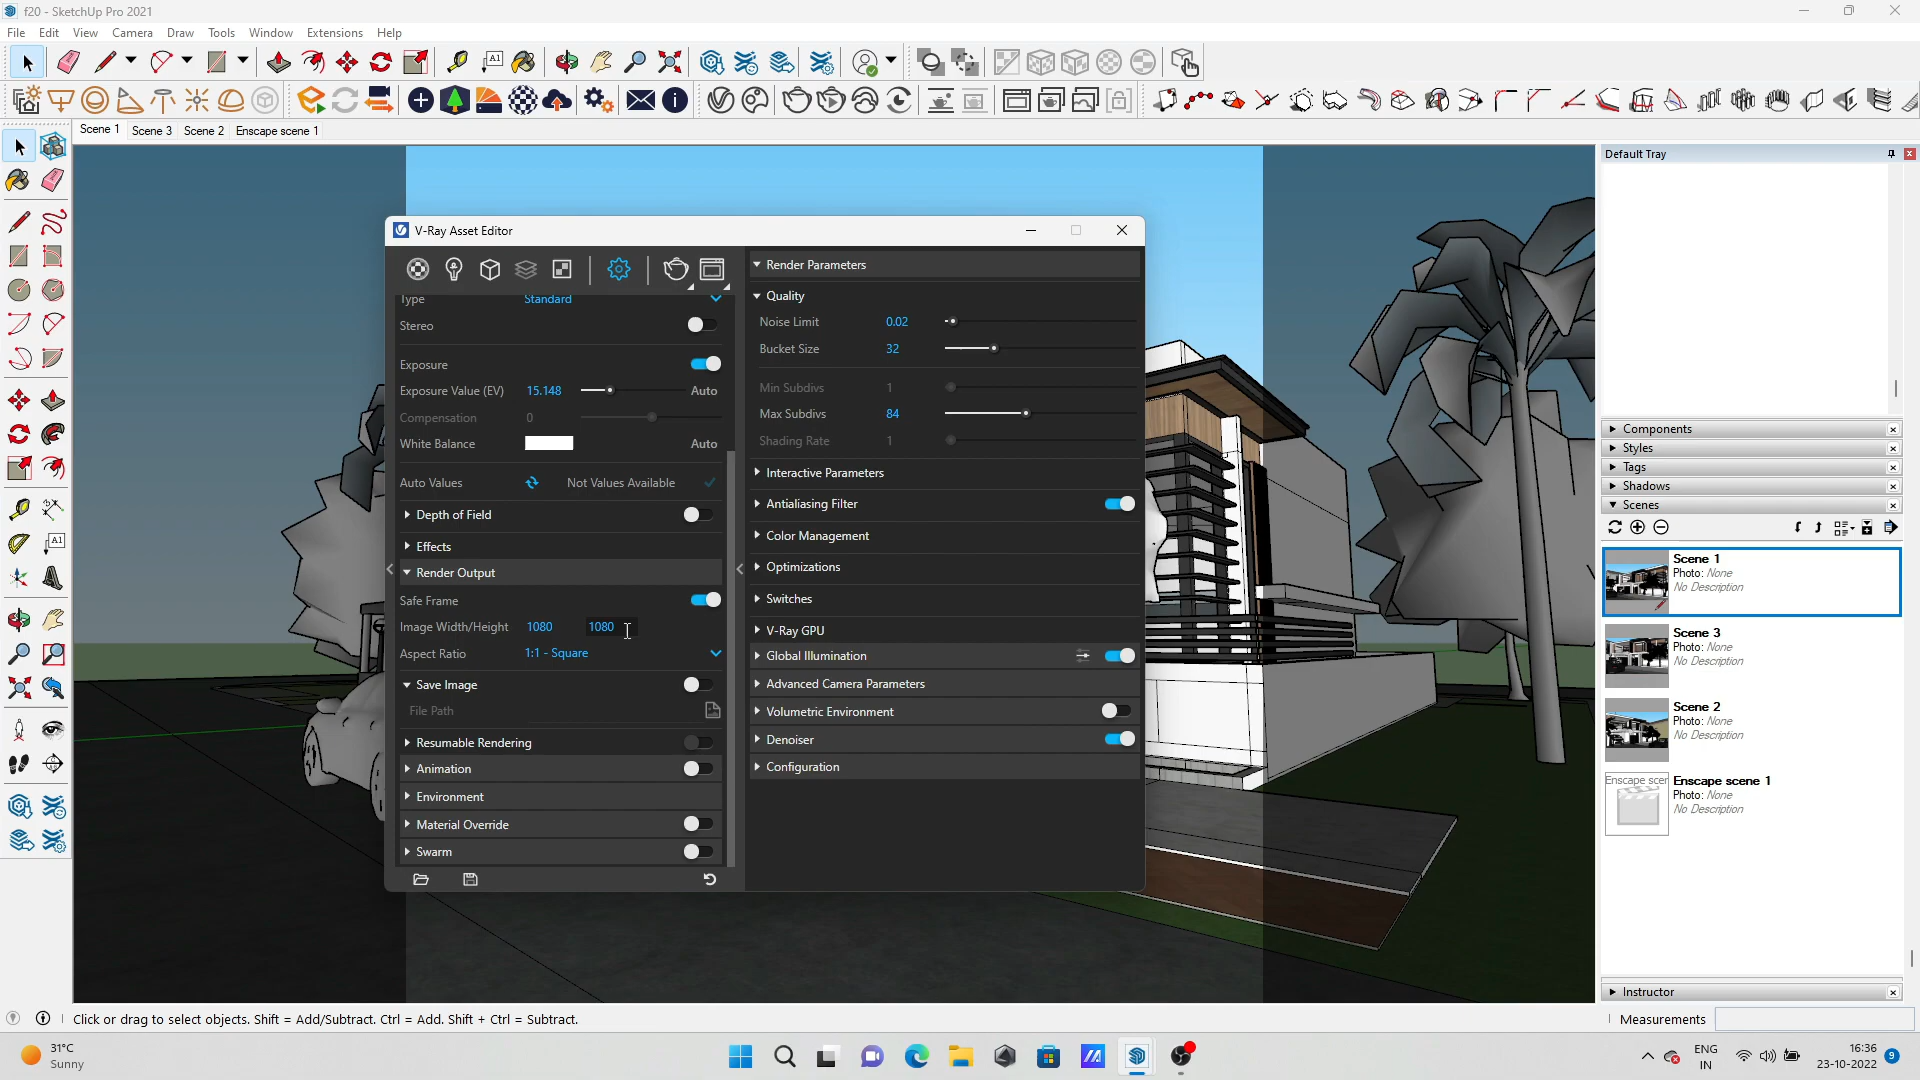 f20 - SketchUp Pro 2021
File Edit View Camera Draw Tools Window Extensions Help
Scene 1 Scene 3 Scene 2 Enscape scene 1
V-Ray Asset Editor
Type Standard
Stereo
Exposure
Exposure Value (EV) 15.148 Auto
Compensation 0
White Balance Auto
Auto Values Not Values Available
Depth of Field
Effects
Render Output
Safe Frame
Image Width/Height 1080 1080
Aspect Ratio 1:1 - Square
Save Image
File Path
Resumable Rendering
Animation
Environment
Material Override
Swarm
Render Parameters
Quality
Noise Limit 0.02
Bucket Size 32
Min Subdivs 1
Max Subdivs 84
Shading Rate 1
Interactive Parameters
Antialiasing Filter
Color Management
Optimizations
Switches
V-Ray GPU
Global Illumination
Advanced Camera Parameters
Volumetric Environment
Denoiser
Configuration
Default Tray
Components
Styles
Tags
Shadows
Scenes
Scene 1
Photo: None
No Description
Scene 3
Photo: None
No Description
Scene 2
Photo: None
No Description
Enscape scen
Enscape scene 1
Photo: None
No Description
Instructor
Click or drag to select objects. Shift = Add/Subtract. Ctrl = Add. Shift + Ctrl = Subtract.
Measurements
31°C
Sunny
ENG
IN
16:36
23-10-2022
9